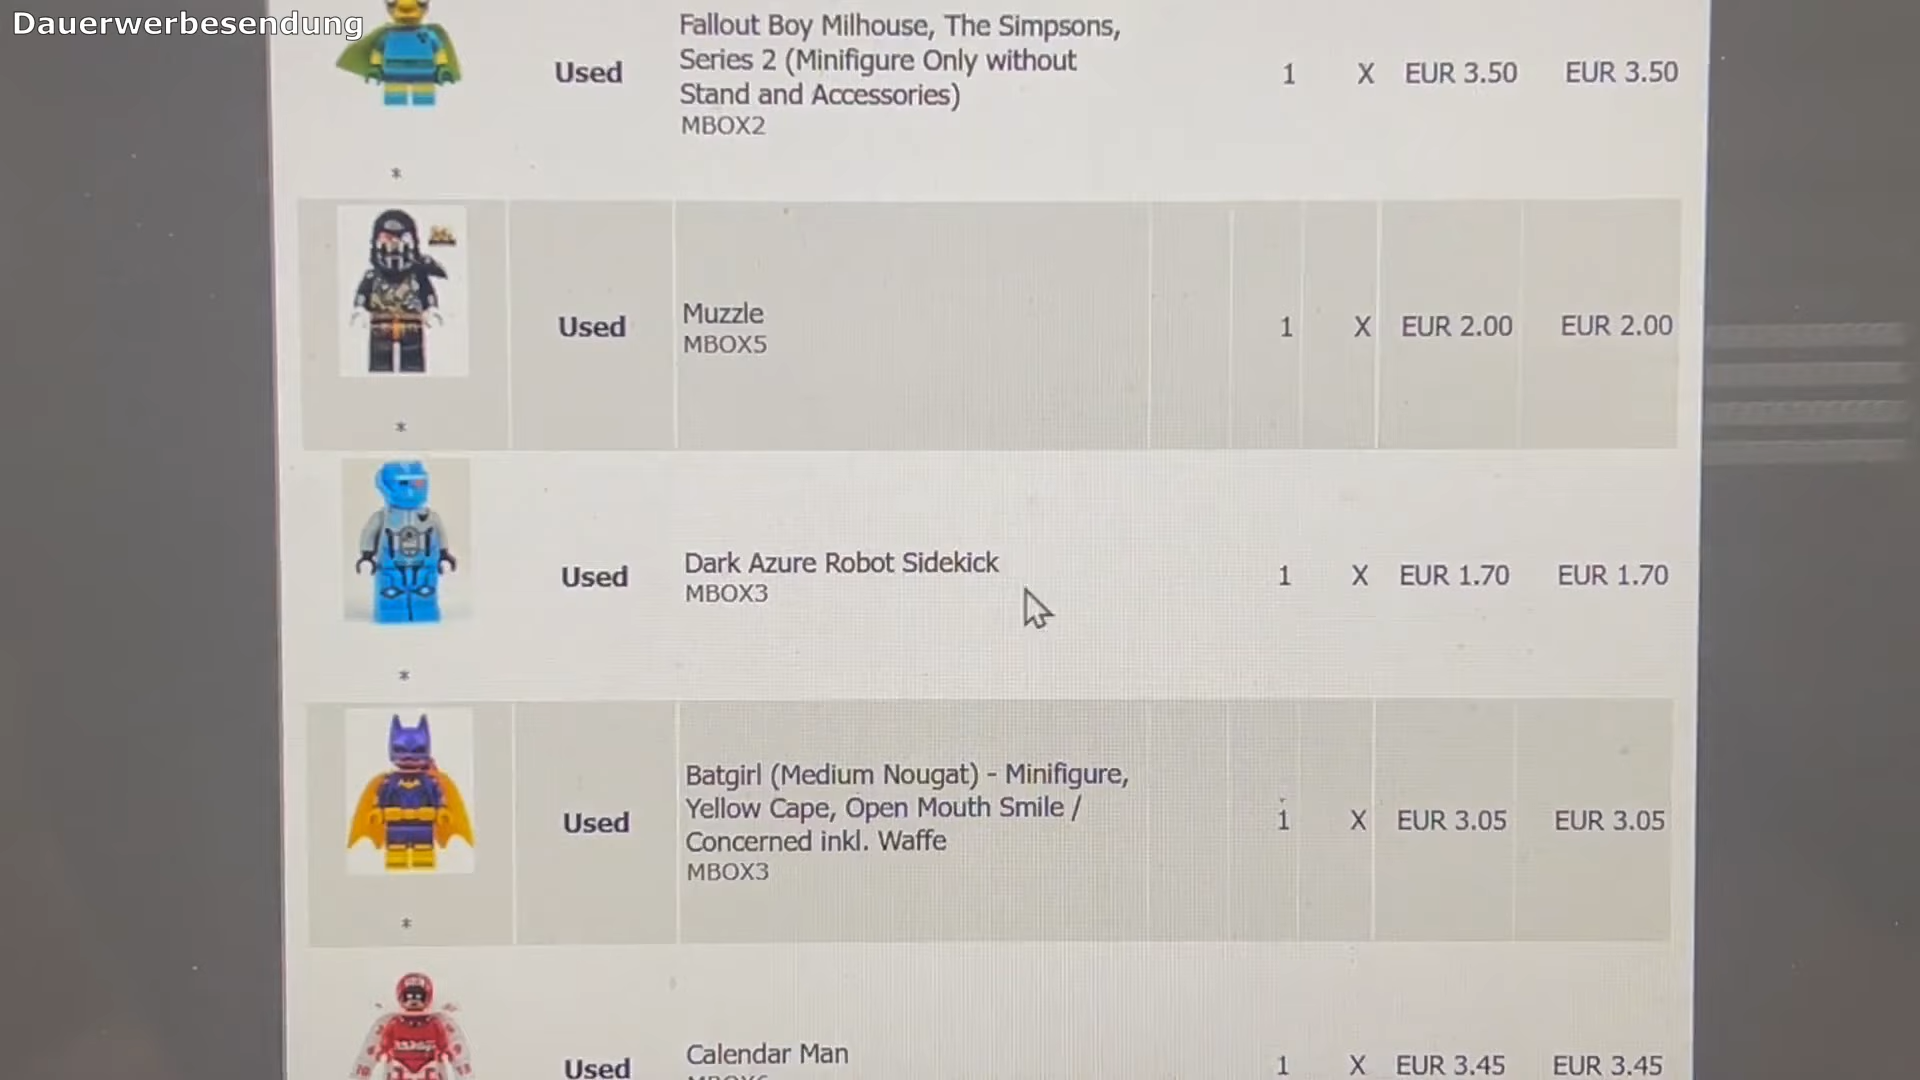 Dauerwerbesendung
Used
Fallout Boy Milhouse, The Simpsons,
Series 2 (Minifigure Only without
Stand and Accessories)
MBOX2
1 X EUR 3.50 EUR 3.50
*
Used
Muzzle
MBOX5
1 X EUR 2.00 EUR 2.00
*
Used
Dark Azure Robot Sidekick
MBOX3
1 X EUR 1.70 EUR 1.70
*
Used
Batgirl (Medium Nougat) - Minifigure,
Yellow Cape, Open Mouth Smile /
Concerned inkl. Waffe
MBOX3
1 X EUR 3.05 EUR 3.05
*
Used
Calendar Man
1 X EUR 3.45 EUR 3.45